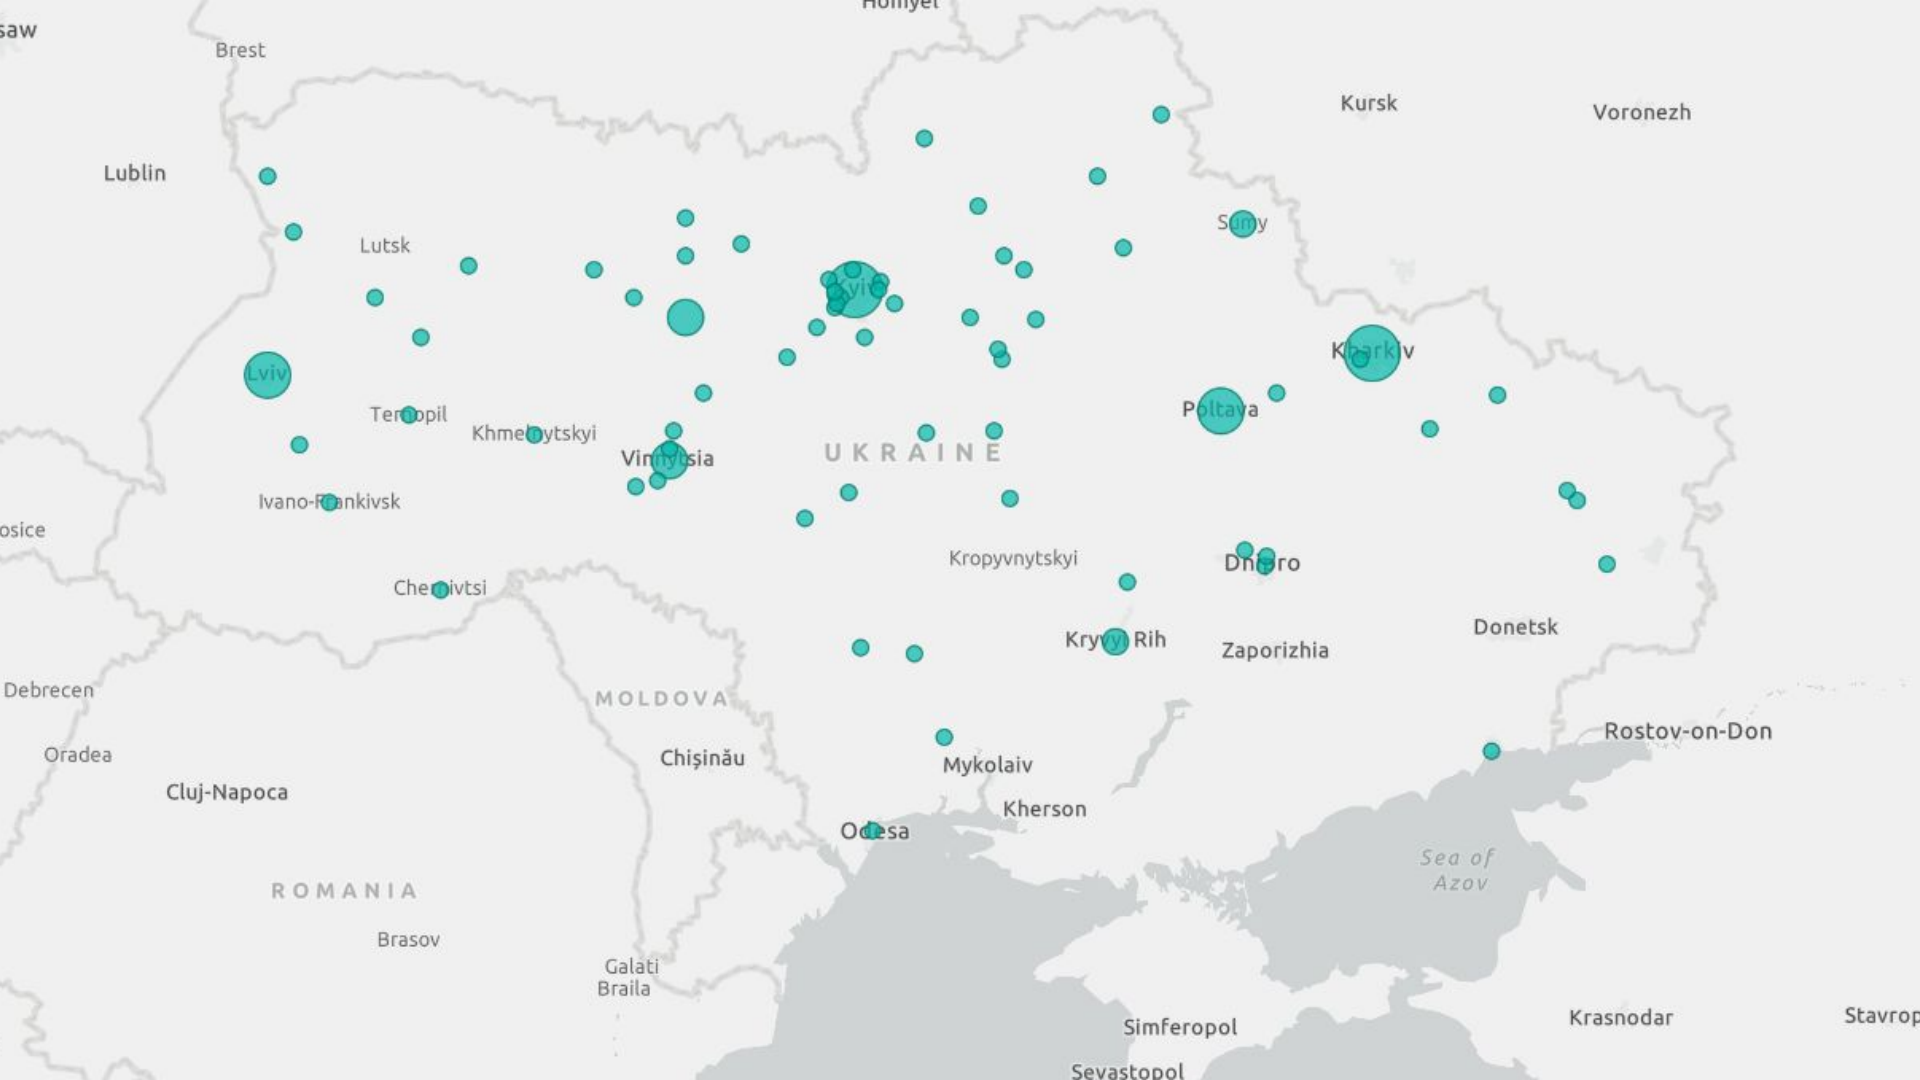 Homyel
saw
Brest
Kursk
Voronezh
Lublin
Sumy
Lutsk
Kyiv
Kharkiv
Lviv
Poltava
Ternopil
Khmelnytskyi
UKRAINE
Vinnytsia
Ivano-Frankivsk
osice
Kropyvnytskyi
Dnipro
Chernivtsi
Donetsk
Kryvyi Rih
Zaporizhia
Debrecen
MOLDOVA
Rostov-on-Don
Oradea
Chișinău
Mykolaiv
Cluj-Napoca
Kherson
Odesa
Sea of
Azov
ROMANIA
Brasov
Galati
Braila
Stavrop
Krasnodar
Simferopol
Sevastopol